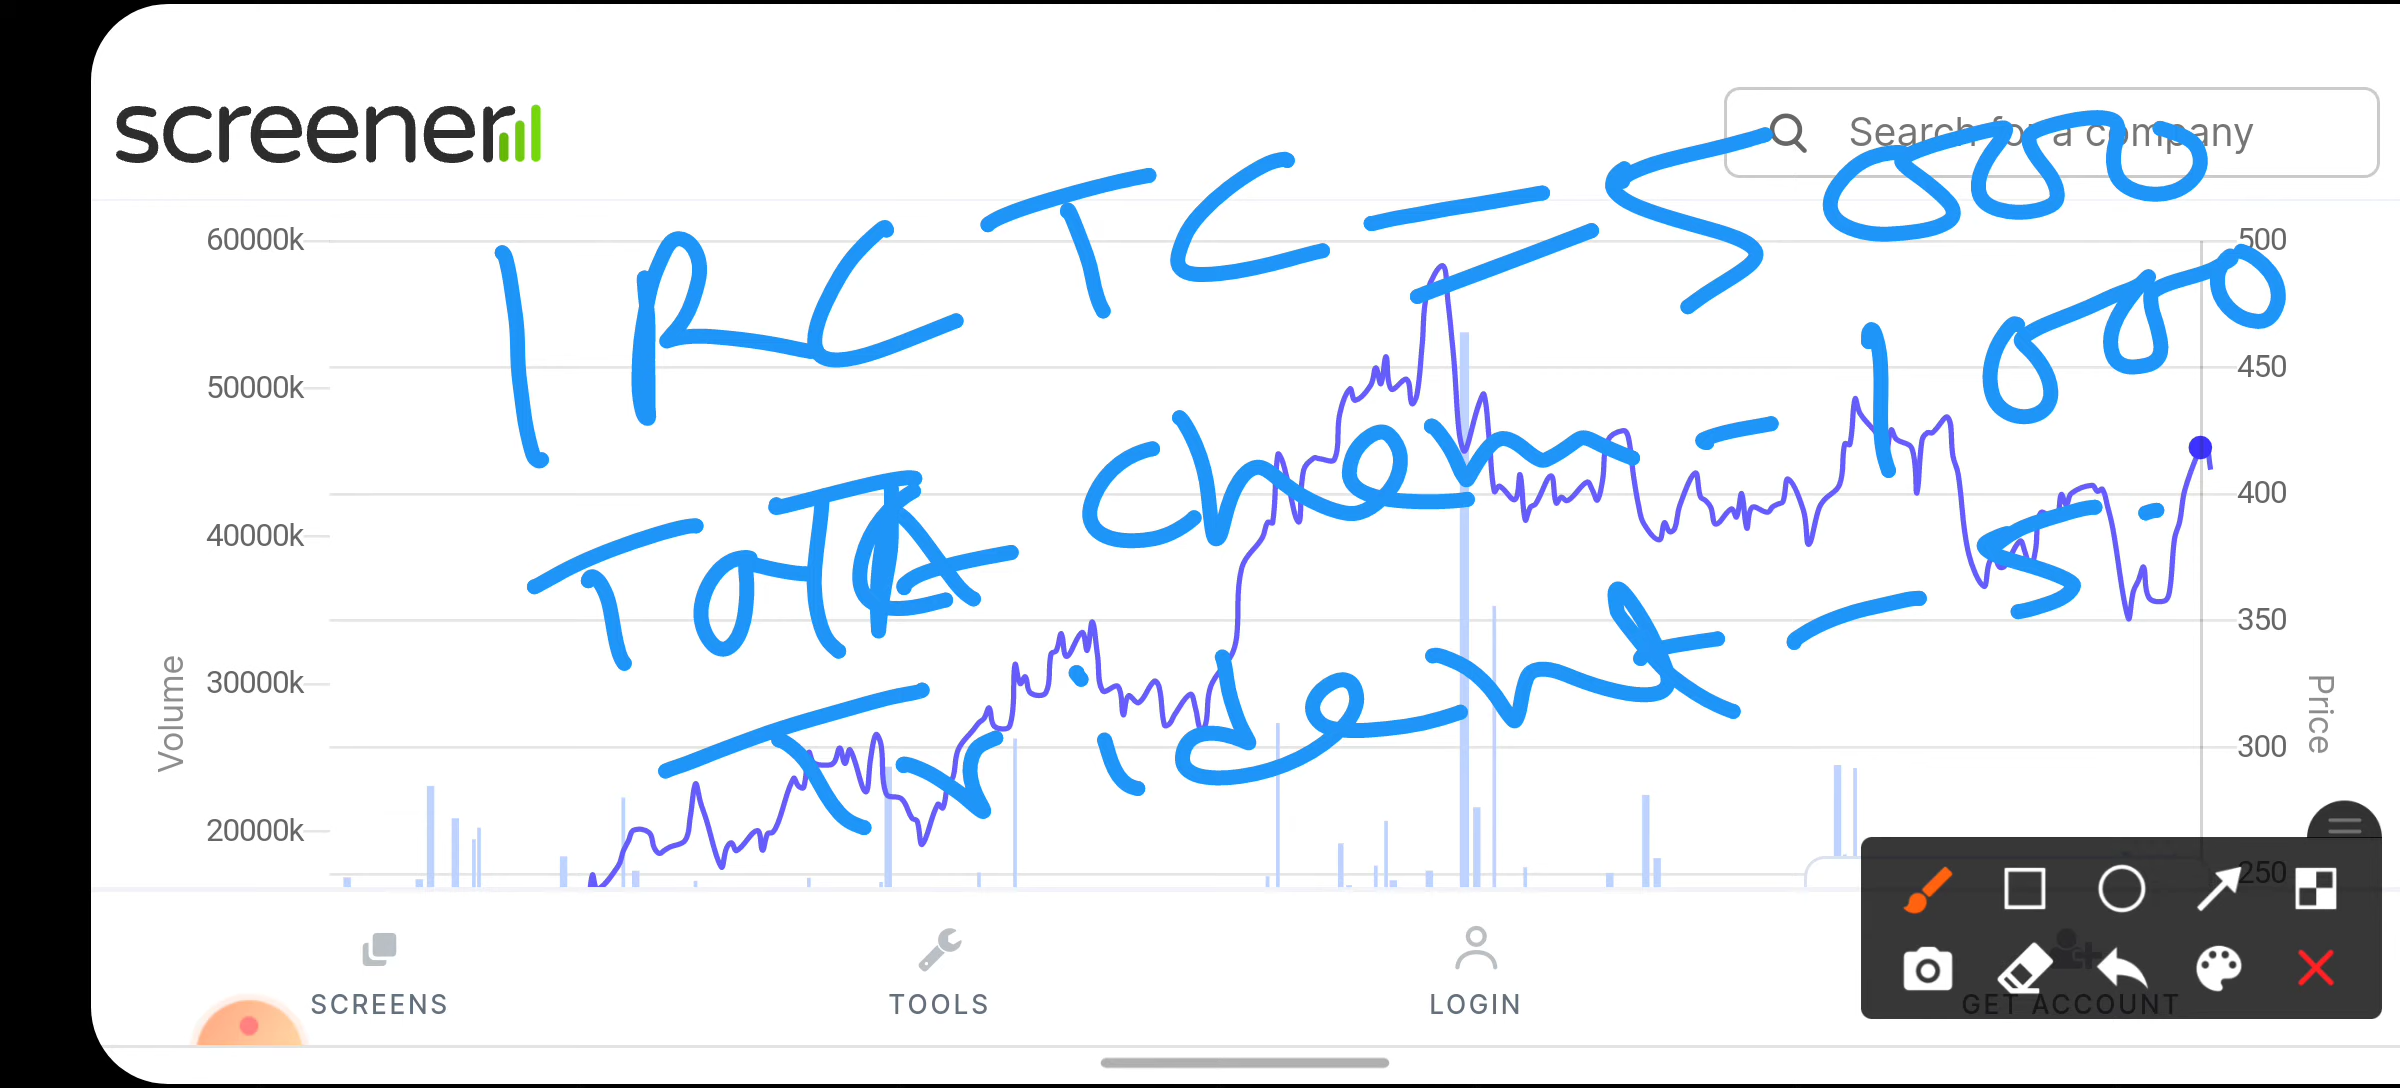 screener
Search for a company
IRCTC = 5000
60000k
500
50000k
450
Tata chem - 1000
400
40000k
350
Trident - 5 -
30000k
300
Volume
Price
20000k
250
SCREENS
TOOLS
LOGIN
GET ACCOUNT